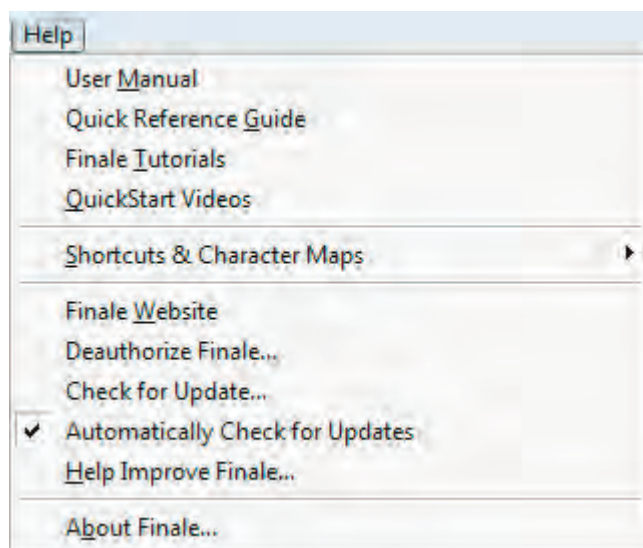 Help
User Manual
Quick Reference Guide
Finale Tutorials
QuickStart Videos
Shortcuts & Character Maps
Finale Website
Deauthorize Finale...
Check for Update...
Automatically Check for Updates
Help Improve Finale...
About Finale...